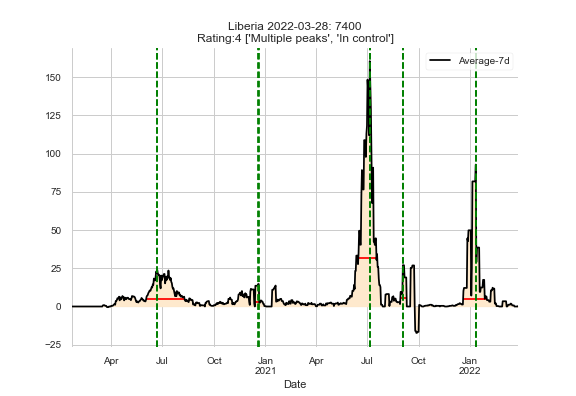 Liberia 2022-03-28: 7400
Rating:4 ['Multiple peaks', 'In control']
Average-7d
150
125
100
75
50
25
0
−25
Apr Jul Oct Jan Apr Jul Oct Jan
2021 2022
Date